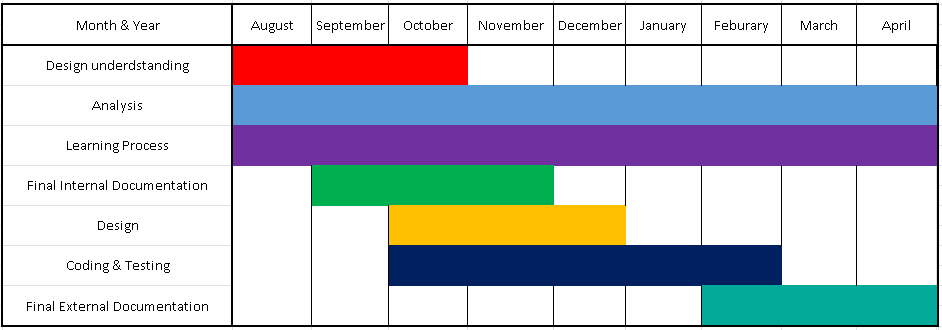 Month & Year August September October November December January Feburary March April
Design underdstanding
Analysis
Learning Process
Final Internal Documentation
Design
Coding & Testing
Final External Documentation